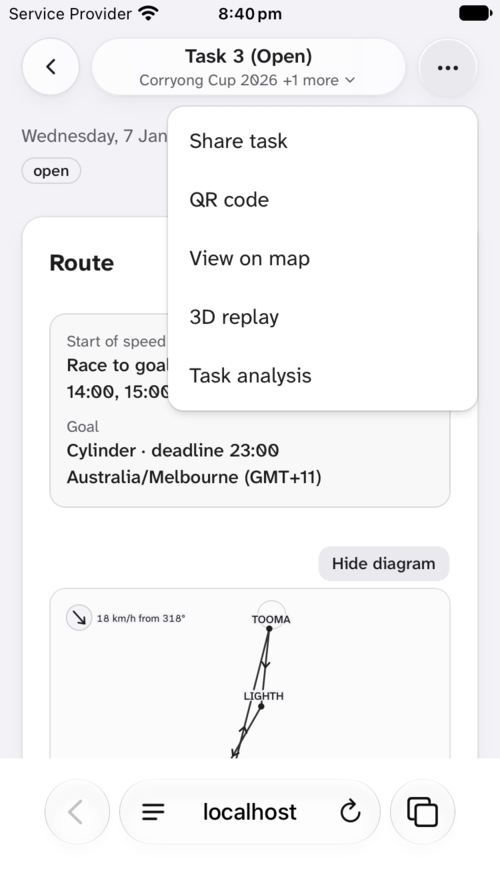 Service Provider
8:40 pm
Task 3 (Open)
Corryong Cup 2026 +1 more
Wednesday, 7 Jan
open
Share task
QR code
View on map
3D replay
Task analysis
Route
Start of speed
Race to goal
14:00, 15:00
Goal
Cylinder · deadline 23:00
Australia/Melbourne (GMT+11)
Hide diagram
18 km/h from 318°
TOOMA
LIGHTH
localhost